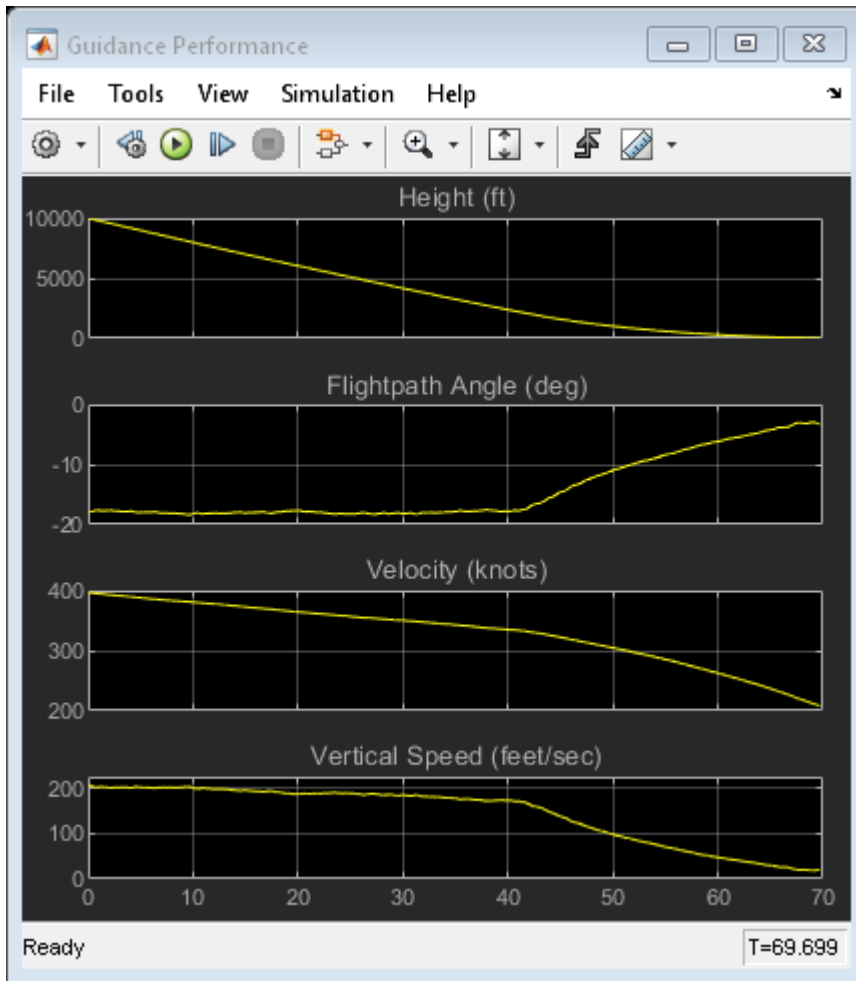 Guidance Performance
File Tools View Simulation Help
Height (ft)
10000
5000
0
Flightpath Angle (deg)
0
-10
-20
Velocity (knots)
400
300
200
Vertical Speed (feet/sec)
200
100
0
0 10 20 30 40 50 60 70
Ready T=69.699